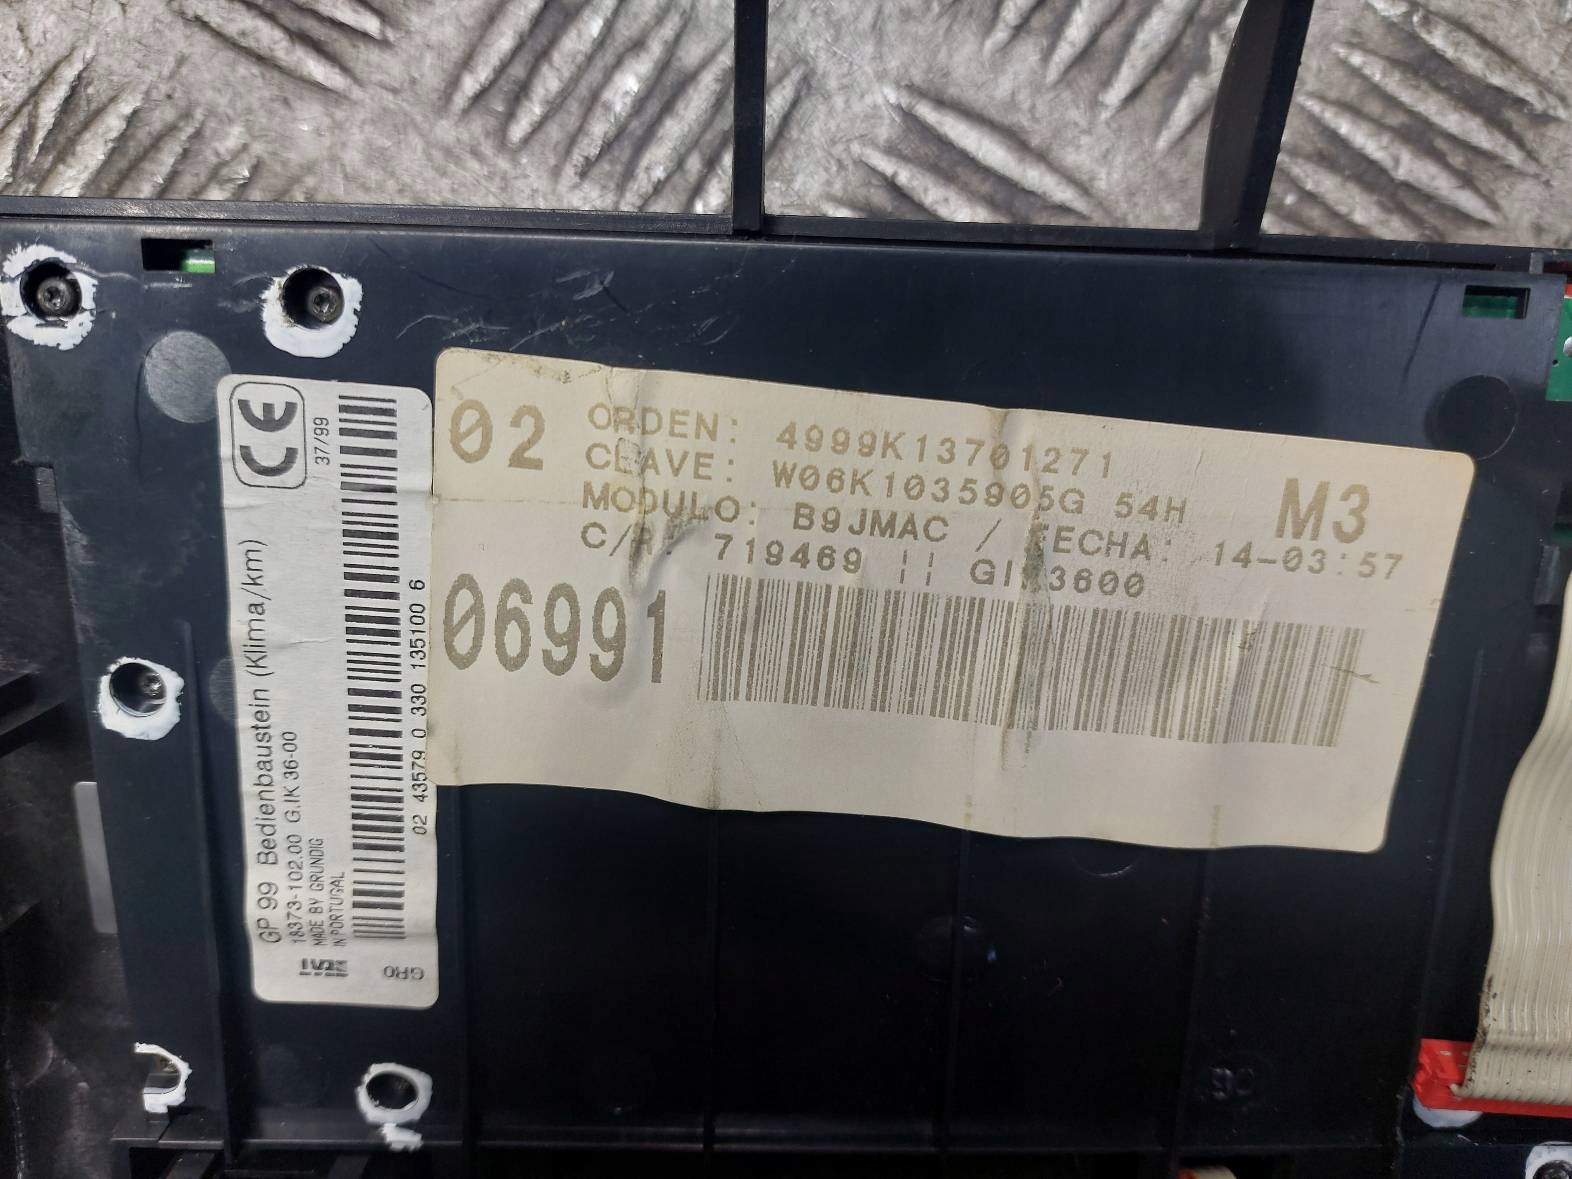 02
ORDEN: 4999K13701271
CLAVE: W06K1035905G 54H
MODULO: B9JMAC / FECHA: 14-03:57
C/R: 719469 ¦¦ GIK3600
M3
06991
CE
37/99
GP 99 Bedienbaustein (Klima/km)
18373-102.00 G.IK 36-00
MADE BY GRUNDIG
IN PORTUGAL
02 43579 0 330 135100 6
GRo